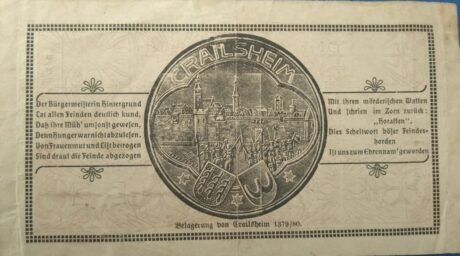 CRAILSHEIM
Der Bürgermeisterin Hintergrund
Tat allen Feinden deutlich kund,
Daß ihre Müh' umsonst gewesen,
Denn Hunger war nicht abzulesen.
Von Frauenmut und List betrogen
Sind drauf die Feinde abgezogen
Mit ihren mörderischen Waffen
Und schrien im Zorn zurück:
„Horaffen".
Dies Scheltwort böser Feindes-
horden
Ist uns zum Ehrennam' geworden
Belagerung von Crailsheim 1379/80.